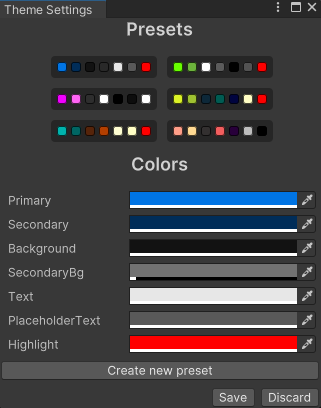 Theme Settings
Presets
Colors
Primary
Secondary
Background
SecondaryBg
Text
PlaceholderText
Highlight
Create new preset
Save Discard